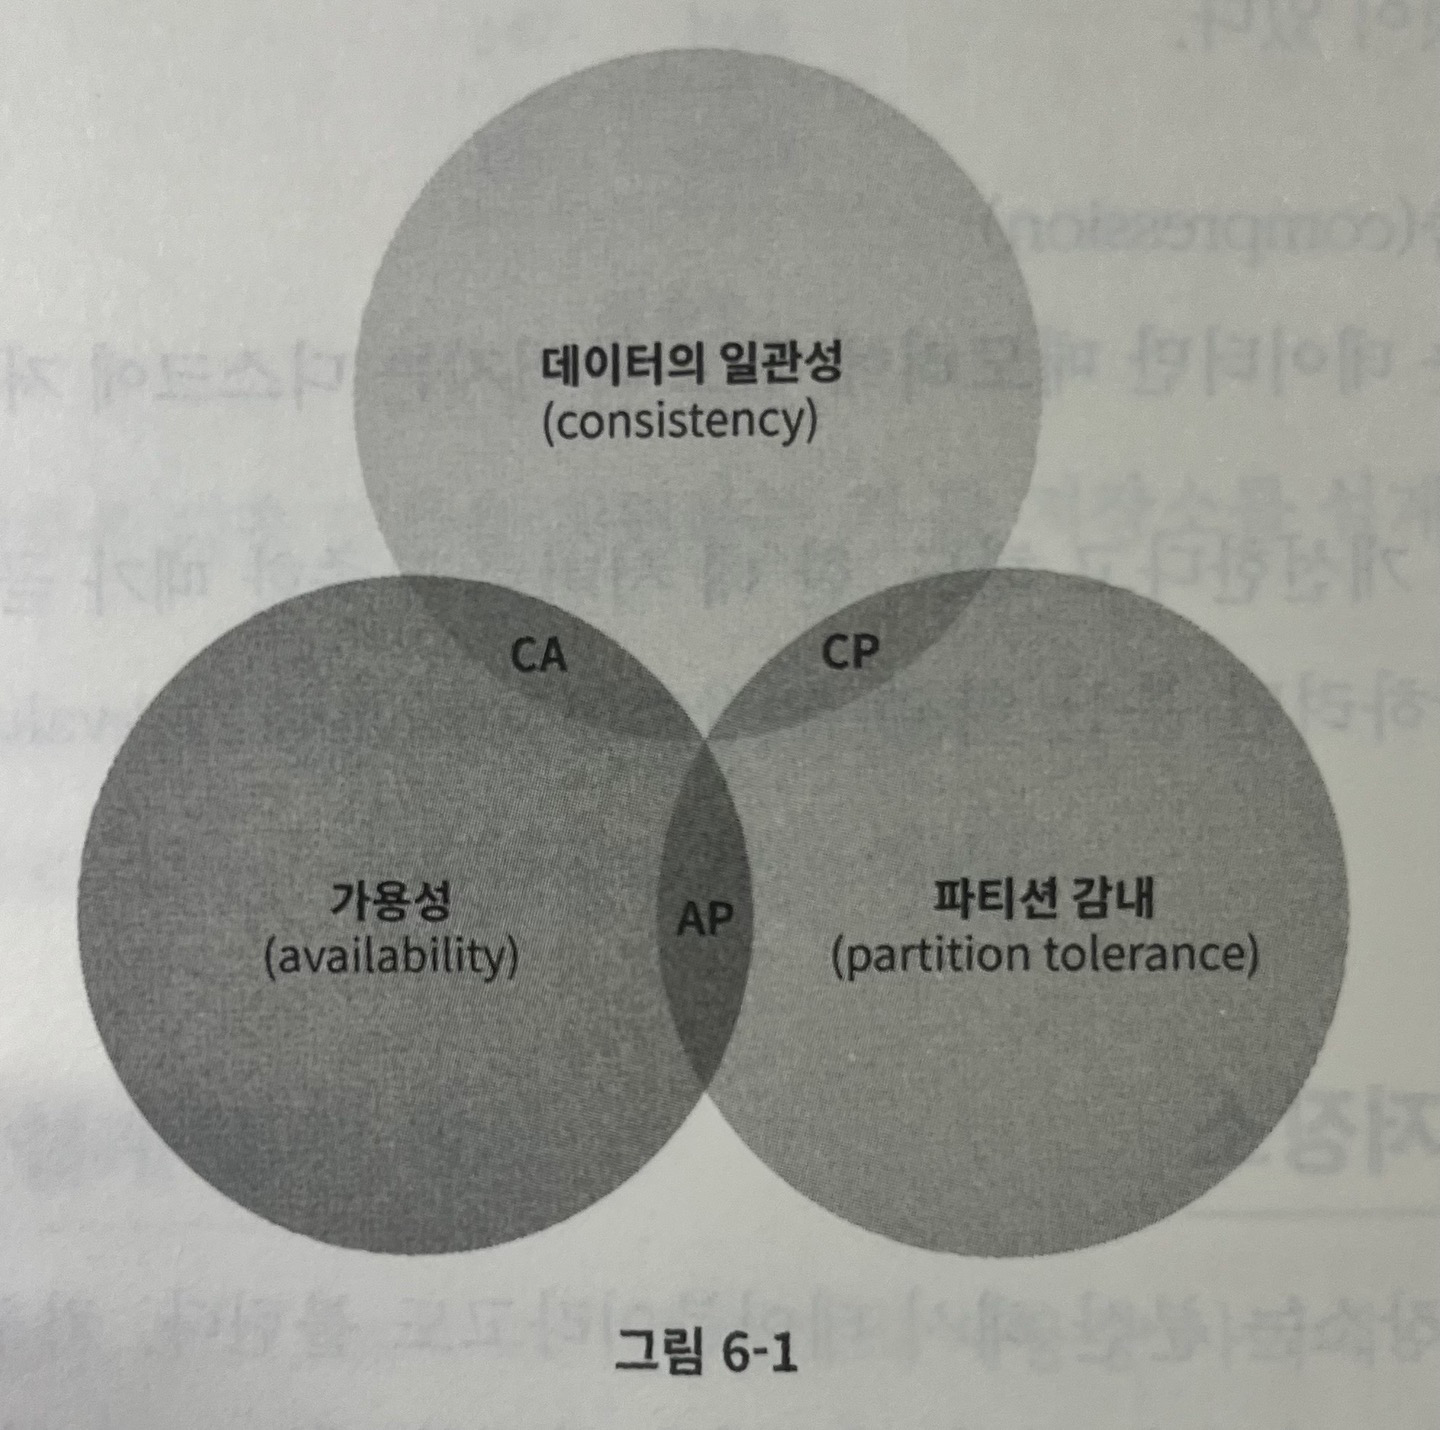 데이터의 일관성
(consistency)
CA
CP
가용성
(availability)
AP
파티션 감내
(partition tolerance)
그림 6-1